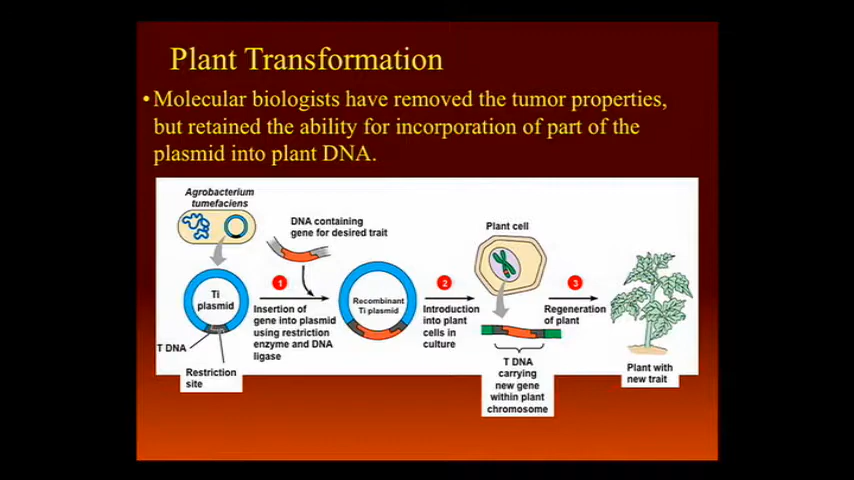 Plant Transformation
• Molecular biologists have removed the tumor properties,
but retained the ability for incorporation of part of the
plasmid into plant DNA.
Agrobacterium
tumefaciens
DNA containing
gene for desired trait
Plant cell
1
2
3
Ti
plasmid
Recombinant
Ti plasmid
Insertion of
gene into plasmid
using restriction
enzyme and DNA
ligase
Introduction
into plant
cells in
culture
Regeneration
of plant
T DNA
Restriction
site
T DNA
carrying
new gene
within plant
chromosome
Plant with
new trait